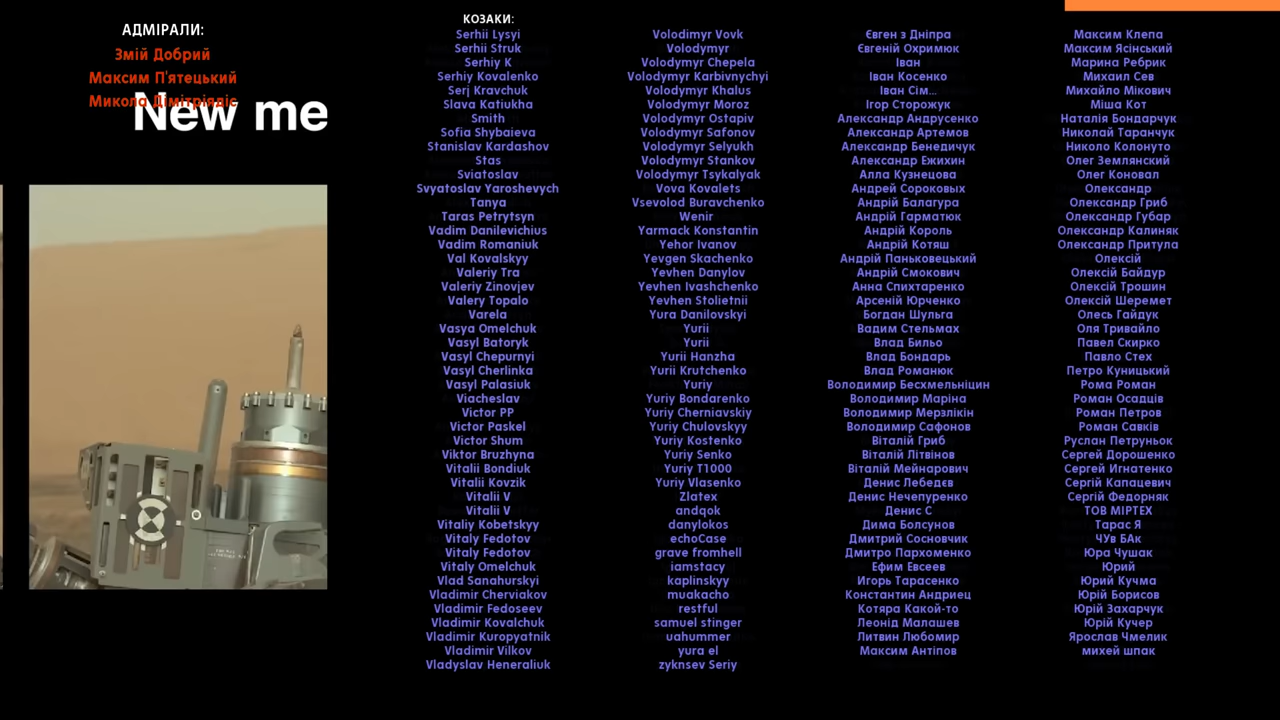 АДМІРАЛИ:
Змій Добрий
Максим П'ятецький
Микола Дімітріядіс
New me
КОЗАКИ:
Serhii Lysyi
Serhii Struk
Serhiy K
Serhiy Kovalenko
Serj Kravchuk
Slava Katiukha
Smith
Sofia Shybaieva
Stanislav Kardashov
Stas
Sviatoslav
Svyatoslav Yaroshevych
Tanya
Taras Petrytsyn
Vadim Danilevichius
Vadim Romaniuk
Val Kovalskyy
Valeriy Tra
Valeriy Zinovjev
Valery Topalo
Varela
Vasya Omelchuk
Vasyl Batoryk
Vasyl Chepurnyi
Vasyl Cherlinka
Vasyl Palasiuk
Viacheslav
Victor PP
Victor Paskel
Victor Shum
Viktor Bruzhyna
Vitalii Bondiuk
Vitalii Kovzik
Vitalii V
Vitalii V
Vitaliy Kobetskyy
Vitaly Fedotov
Vitaly Fedotov
Vitaly Omelchuk
Vlad Sanahurskyi
Vladimir Cherviakov
Vladimir Fedoseev
Vladimir Kovalchuk
Vladimir Kuropyatnik
Vladimir Vilkov
Vladyslav Heneraliuk
Volodimyr Vovk
Volodymyr
Volodymyr Chepela
Volodymyr Karbivnychyi
Volodymyr Khalus
Volodymyr Moroz
Volodymyr Ostapiv
Volodymyr Safonov
Volodymyr Selyukh
Volodymyr Stankov
Volodymyr Tsykalyak
Vova Kovalets
Vsevolod Buravchenko
Wenir
Yarmack Konstantin
Yehor Ivanov
Yevgen Skachenko
Yevhen Danylov
Yevhen Ivashchenko
Yevhen Stolietnii
Yura Danilovskyi
Yurii
Yurii
Yurii Hanzha
Yurii Krutchenko
Yuriy
Yuriy Bondarenko
Yuriy Cherniavskiy
Yuriy Chulovskyy
Yuriy Kostenko
Yuriy Senko
Yuriy T1000
Yuriy Vlasenko
Zlatex
andqok
danylokos
echoCase
grave fromhell
iamstacy
kaplinskyy
muakacho
restful
samuel stinger
uahummer
yura el
zyknsev Seriy
Євген з Дніпра
Євгеній Охримюк
Іван
Іван Косенко
Іван Сім...
Ігор Сторожук
Александр Андрусенко
Александр Артемов
Александр Бенедичук
Александр Ежихин
Алла Кузнецова
Андрей Сороковых
Андрій Балагура
Андрій Гарматюк
Андрій Король
Андрій Котяш
Андрій Паньковецький
Андрій Смокович
Анна Спихтаренко
Арсеній Юрченко
Богдан Шульга
Вадим Стельмах
Влад Бильо
Влад Бондарь
Влад Романюк
Володимир Бесхмельніцин
Володимир Маріна
Володимир Мерзлікін
Володимир Сафонов
Віталій Гриб
Віталій Літвінов
Віталій Мейнарович
Денис Лебедєв
Денис Нечепуренко
Денис С
Дима Болсунов
Дмитрий Сосновчик
Дмитро Пархоменко
Ефим Евсеев
Игорь Тарасенко
Константин Андриец
Котяра Какой-то
Леонід Малашев
Литвин Любомир
Максим Антіпов
Максим Клепа
Максим Ясінський
Марина Ребрик
Михаил Сев
Михайло Мікович
Міша Кот
Наталія Бондарчук
Николай Таранчук
Николо Колонуто
Олег Землянский
Олег Коновал
Олександр
Олександр Гриб
Олександр Губар
Олександр Калиняк
Олександр Притула
Олексій
Олексій Байдур
Олексій Трошин
Олексій Шеремет
Олесь Гайдук
Оля Тривайло
Павел Скирко
Павло Стех
Петро Куницький
Рома Роман
Роман Осадців
Роман Петров
Роман Савків
Руслан Петруньок
Сергей Дорошенко
Сергей Игнатенко
Сергій Капацевич
Сергій Федорняк
ТОВ МІРТЕХ
Тарас Я
ЧУв БАк
Юра Чушак
Юрий
Юрий Кучма
Юрій Борисов
Юрій Захарчук
Юрій Кучер
Ярослав Чмелик
михей шпак